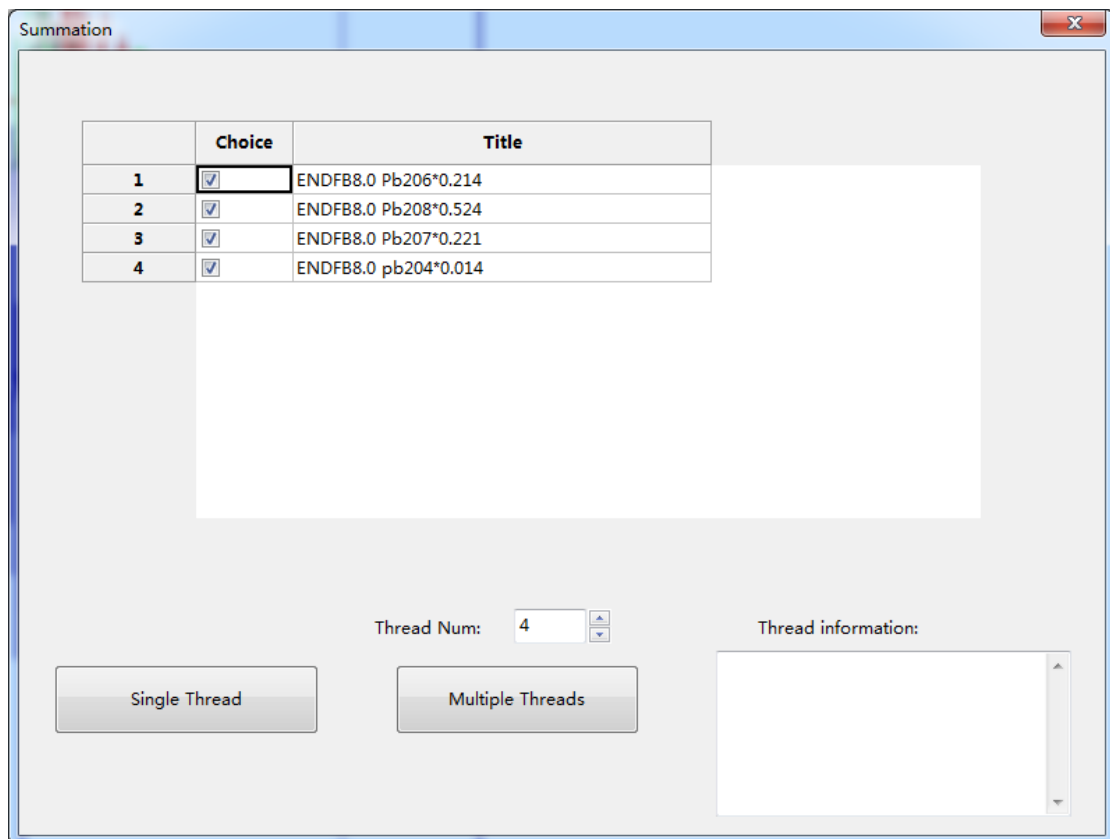 Summation
Choice Title
1 ENDFB8.0 Pb206*0.214
2 ENDFB8.0 Pb208*0.524
3 ENDFB8.0 Pb207*0.221
4 ENDFB8.0 pb204*0.014
Thread Num: 4 Thread information:
Single Thread Multiple Threads